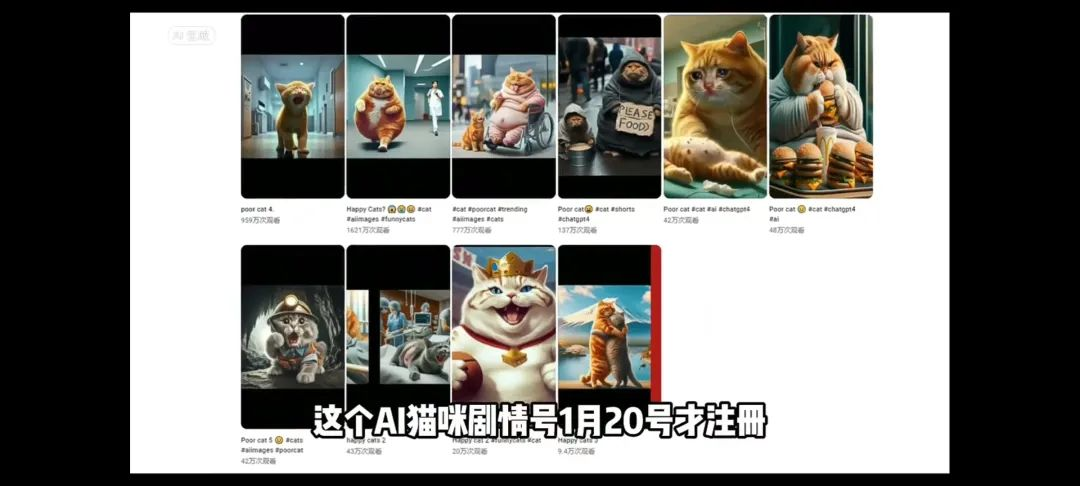 PLEASE
FOOD)
poor cat 4.
959万次观看
Happy Cats? 😱😭😄 #cat
#aiimages #funnycats
1621万次观看
#cat #poorcat #trending
#aiimages #cats
777万次观看
Poor cat😦 #cat #shorts
#chatgpt4
137万次观看
Poor cat #cat #ai #chatgpt4
42万次观看
Poor cat 😥 #cat #chatgpt4
#ai
48万次观看
Poor cat 5 😥 #cats
#aiimages #poorcat
42万次观看
happy cats 2
43万次观看
Happy cat 2 #funnycats #cat
20万次观看
Happy cats 3
9.4万次观看
这个AI猫咪剧情号1月20号才注冊